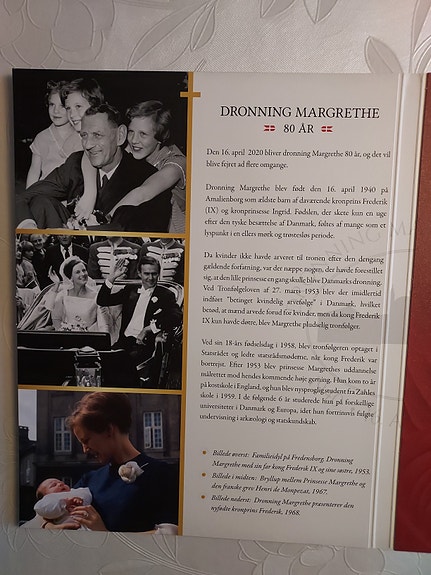 DRONNING MARGRETHE
80 ÅR
Den 16. april 2020 bliver dronning Margrethe 80 år, og det vil
blive fejret ad flere omgange.
Dronning Margrethe blev født den 16. april 1940 på
Amalienborg som ældste barn af daværende kronprins Frederik
(IX) og kronprinsesse Ingrid. Fødslen, der skete kun en uge
efter den tyske besættelse af Danmark, føltes af mange som et
lyspunkt i en ellers mørk og trøstesløs periode.
Da kvinder ikke havde arveret til tronen efter den dengang
gældende forfatning, var der næppe nogen, der havde forestillet
sig, at den lille prinsesse en gang skulle blive Danmarks dronning.
Ved Tronfølgeloven af 27. marts 1953 blev der imidlertid
indført "betinget kvindelig arvefølge" i Danmark, hvilket
betød, at mænd arvede forud for kvinder, men da kong Frederik
IX kun havde døtre, blev Margrethe pludselig tronfølger.
Ved sin 18-års fødselsdag i 1958, blev tronfølgeren optaget i
Statsrådet og ledte statsrådsmøderne, når kong Frederik var
bortrejst. Efter 1953 blev prinsesse Margrethes uddannelse
målrettet mod hendes kommende høje gerning. Hun kom to år
på kostskole i England, og hun blev nysproglig student fra Zahles
skole i 1959. I de følgende 6 år studerede hun på forskellige
universiteter i Danmark og Europa, idet hun fortrinsvis fulgte
undervisning i arkæologi og statskundskab.
• Billede øverst: Familieidyl på Fredensborg. Dronning
Margrethe med sin far kong Frederik IX og sine søstre, 1953.
• Billede i midten: Bryllup mellem Prinsesse Margrethe og
den franske grev Henri de Monpezat, 1967.
• Billede nederst: Dronning Margrethe præsenterer den
nyfødte kronprins Frederik, 1968.